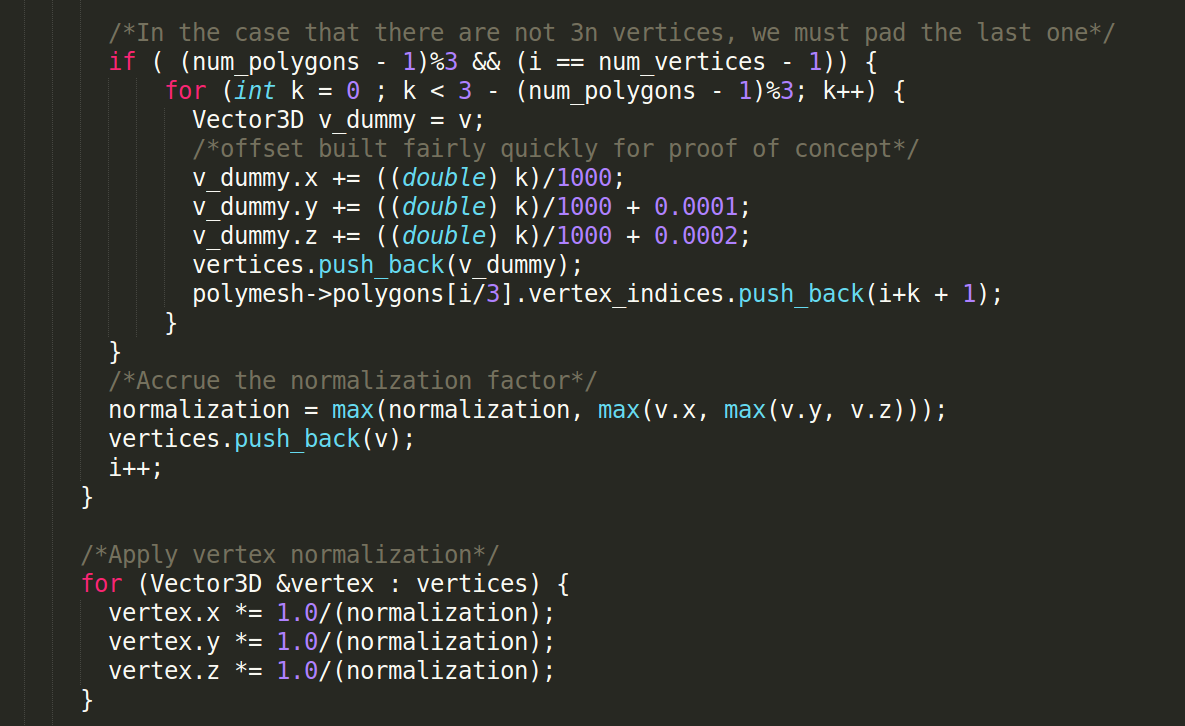 /*In the case that there are not 3n vertices, we must pad the last one*/
if ( (num_polygons - 1)%3 && (i == num_vertices - 1)) {
for (int k = 0 ; k < 3 - (num_polygons - 1)%3; k++) {
Vector3D v_dummy = v;
/*offset built fairly quickly for proof of concept*/
v_dummy.x += ((double) k)/1000;
v_dummy.y += ((double) k)/1000 + 0.0001;
v_dummy.z += ((double) k)/1000 + 0.0002;
vertices.push_back(v_dummy);
polymesh->polygons[i/3].vertex_indices.push_back(i+k + 1);
}
}
/*Accrue the normalization factor*/
normalization = max(normalization, max(v.x, max(v.y, v.z)));
vertices.push_back(v);
i++;
}
/*Apply vertex normalization*/
for (Vector3D &vertex : vertices) {
vertex.x *= 1.0/(normalization);
vertex.y *= 1.0/(normalization);
vertex.z *= 1.0/(normalization);
}